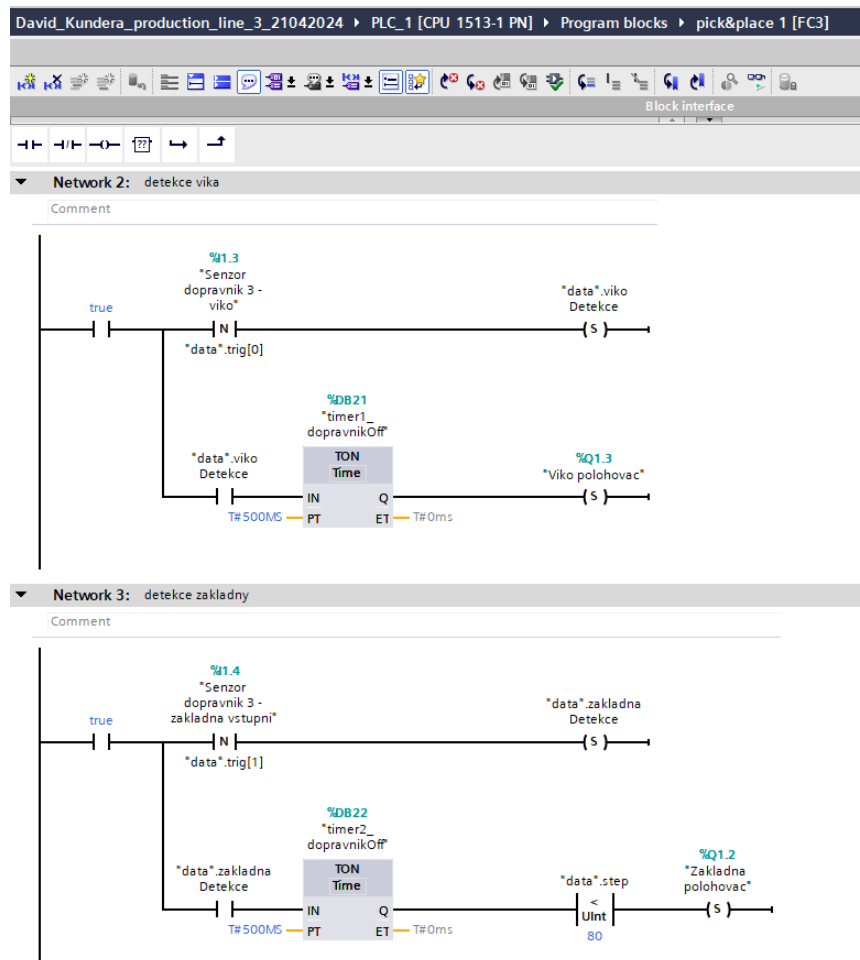 David_Kundera_production_line_3_21042024 ▸ PLC_1 [CPU 1513-1 PN] ▸ Program blocks ▸ pick&place 1 [FC3]
Block interface
??
Network 2: detekce vika
Comment
%I1.3
"Senzor
dopravnik 3 -
viko"
"data".viko
Detekce
true
N
S
"data".trig[0]
%DB21
"timer1_
dopravnikOff"
"data".viko
Detekce
TON
Time
%Q1.3
"Viko polohovac"
IN
Q
S
T#500MS
PT
ET
T#0ms
Network 3: detekce zakladny
Comment
%I1.4
"Senzor
dopravnik 3 -
zakladna vstupni"
"data".zakladna
Detekce
true
N
S
"data".trig[1]
%DB22
"timer2_
dopravnikOff"
"data".zakladna
Detekce
TON
Time
"data".step
%Q1.2
"Zakladna
polohovac"
IN
Q
<
UInt
S
T#500MS
PT
ET
T#0ms
80